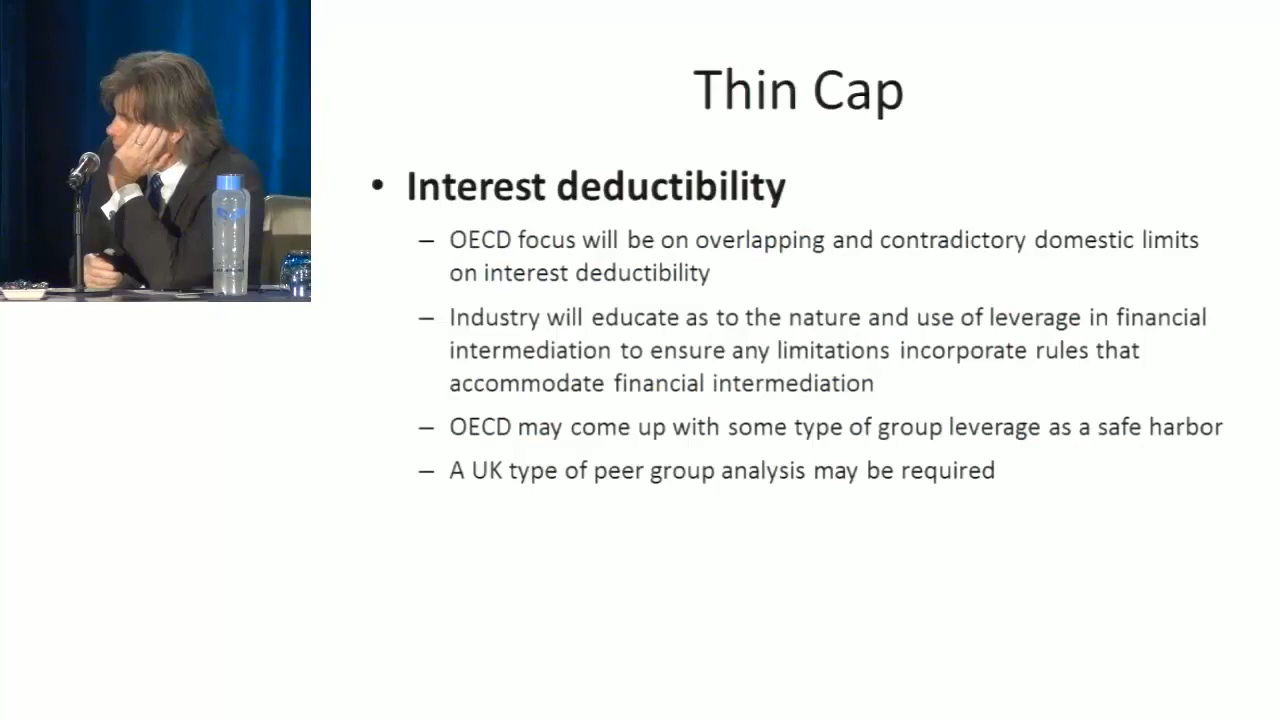 Thin Cap
• Interest deductibility
– OECD focus will be on overlapping and contradictory domestic limits
on interest deductibility
– Industry will educate as to the nature and use of leverage in financial
intermediation to ensure any limitations incorporate rules that
accommodate financial intermediation
– OECD may come up with some type of group leverage as a safe harbor
– A UK type of peer group analysis may be required